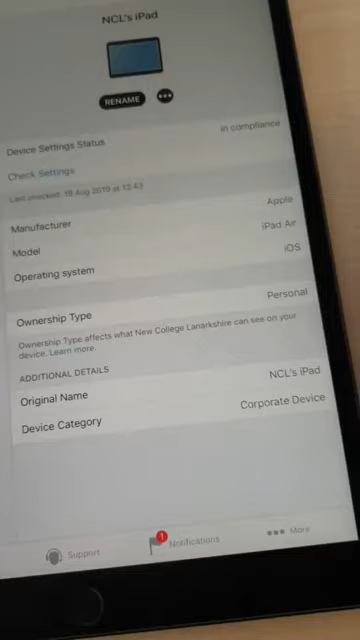 NCL's iPad
RENAME
Device Settings Status In compliance
Check Settings
Last checked: 19 Aug 2019 at 12:43
Manufacturer Apple
Model iPad Air
Operating system iOS
Ownership Type Personal
Ownership Type affects what New College Lanarkshire can see on your
device. Learn more.
ADDITIONAL DETAILS
Original Name NCL's iPad
Device Category Corporate Device
Support 1 Notifications More